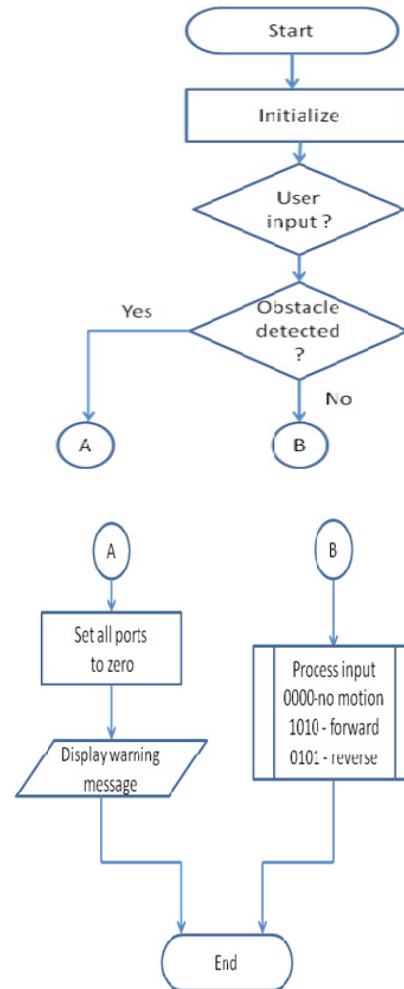 Start
Initialize
User
input ?
Obstacle
detected
?
Yes
No
A
B
A
B
Set all ports
to zero
Process input
0000-no motion
1010 - forward
0101 - reverse
Display warning
message
End